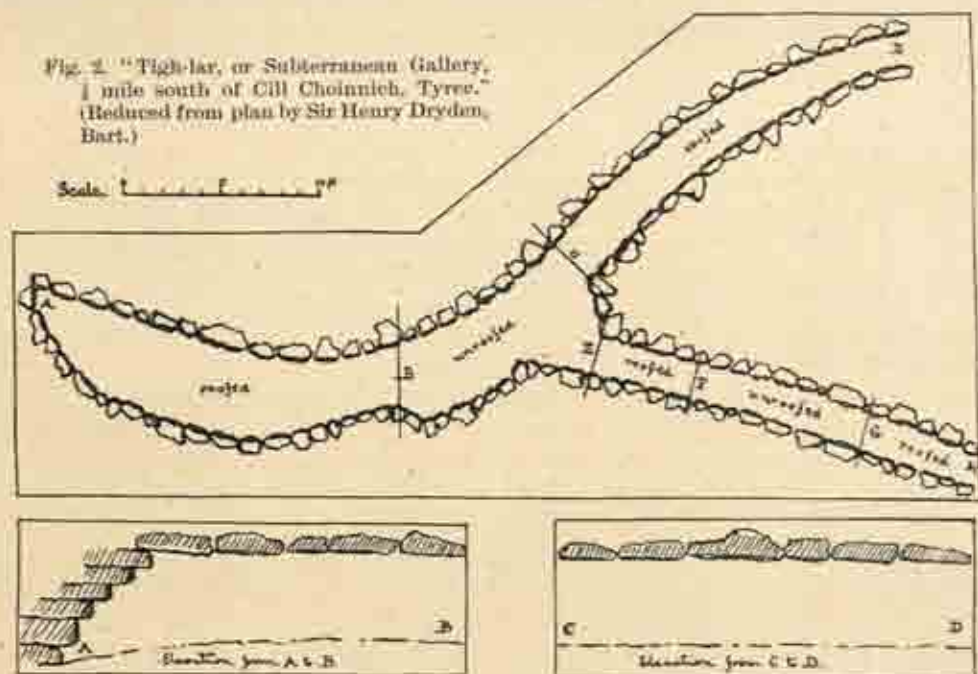 Fig. 2. "Tigh-lar, or Subterranean Gallery,
mile south of Cill Choinnich, Tyree."
(Reduced from plan by Sir Henry Dryden,
Bart.)
Scale.
D
roofed
C
A
B
roofed
unroofed
E
roofed
F
unroofed
G
roofed
A
B
Elevation from A to B.
C
D
Elevation from C to D.